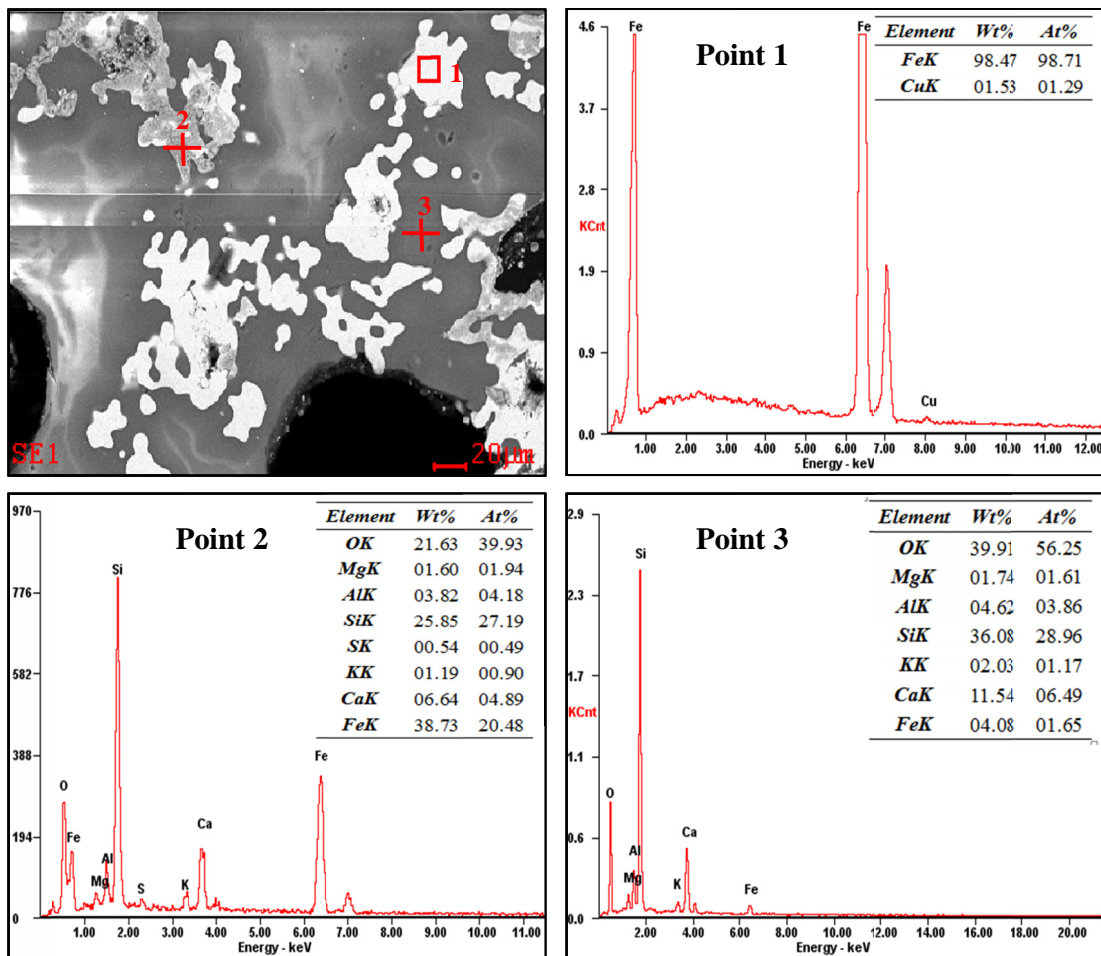 1
2
3
SE1
20µm
Point 1
Element Wt% At%
FeK 98.47 98.71
CuK 01.53 01.29
Fe
Fe
Cu
4.6
3.7
2.8
KCnt
1.9
0.9
0.0
1.00 2.00 3.00 4.00 5.00 6.00 7.00 8.00 9.00 10.00 11.00 12.00
Energy - keV
Point 2
Element Wt% At%
OK 21.63 39.93
MgK 01.60 01.94
AlK 03.82 04.18
SiK 25.85 27.19
SK 00.54 00.49
KK 01.19 00.90
CaK 06.64 04.89
FeK 38.73 20.48
970
776
582
388
194
0
Si
O
Fe
Mg
Al
S
K
Ca
Fe
1.00 2.00 3.00 4.00 5.00 6.00 7.00 8.00 9.00 10.00 11.00
Energy - keV
Point 3
Element Wt% At%
OK 39.91 56.25
MgK 01.74 01.61
AlK 04.62 03.86
SiK 36.08 28.96
KK 02.03 01.17
CaK 11.54 06.49
FeK 04.08 01.65
2.9
2.3
1.7
KCnt
1.1
0.6
0.0
Si
O
Al
Mg
K
Ca
Fe
2.00 4.00 6.00 8.00 10.00 12.00 14.00 16.00 18.00 20.00
Energy - keV